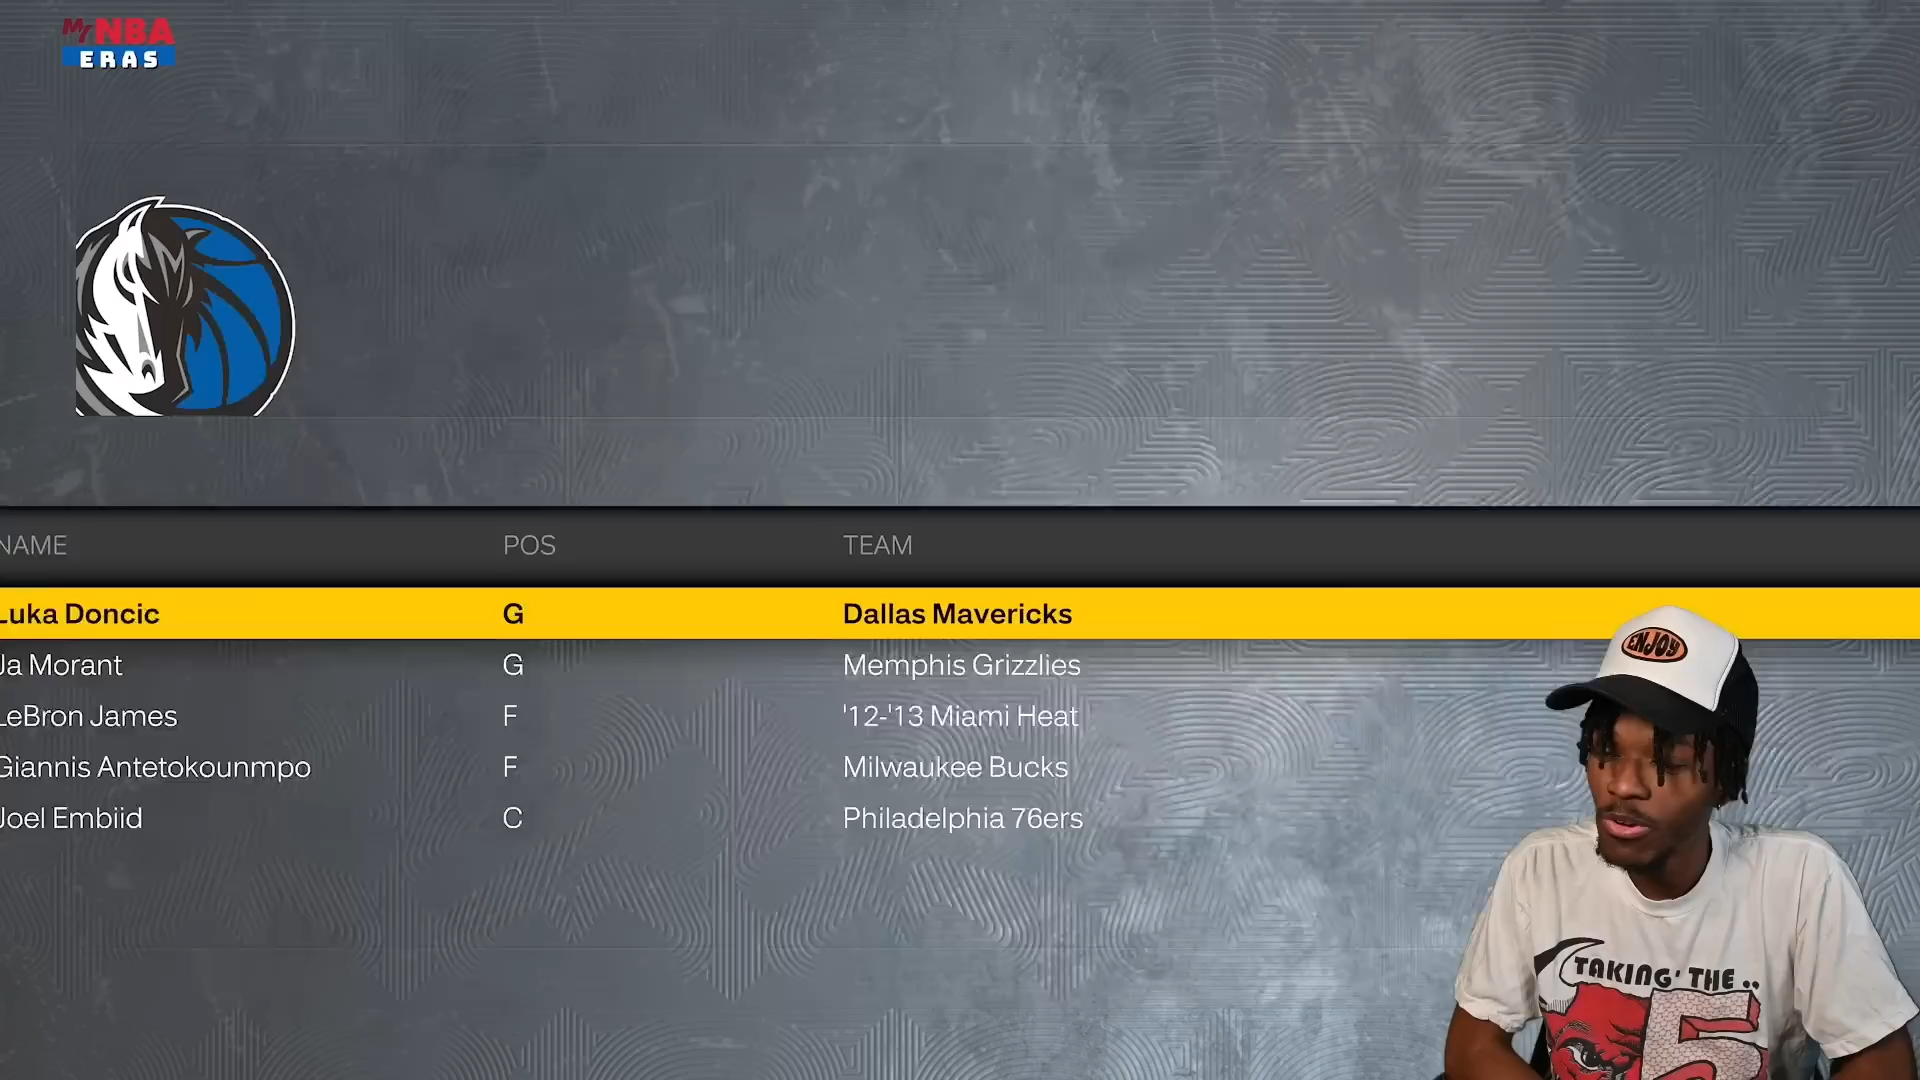 MyNBA
ERAS
NAME POS TEAM
Luka Doncic G Dallas Mavericks
Ja Morant G Memphis Grizzlies
LeBron James F '12-'13 Miami Heat
Giannis Antetokounmpo F Milwaukee Bucks
Joel Embiid C Philadelphia 76ers
ENJOY
TAKING' THE ..
5